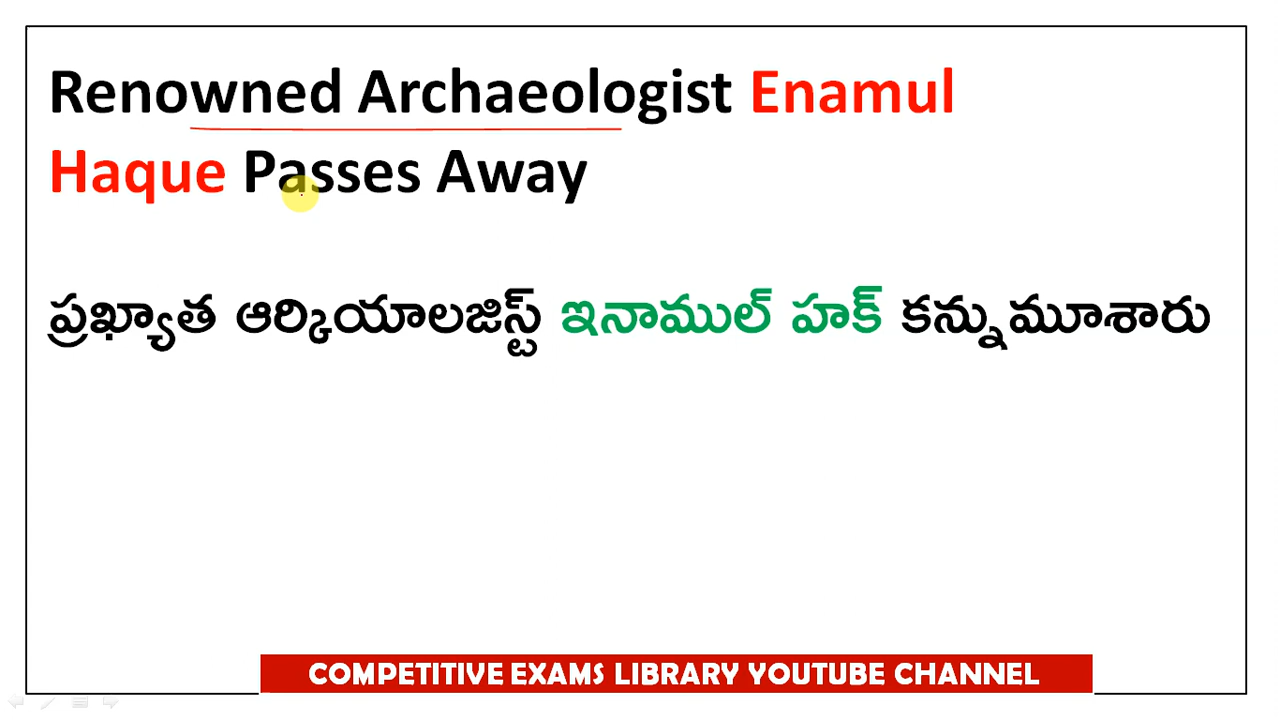 Renowned Archaeologist Enamul
Haque Passes Away
ప్రఖ్యాత ఆర్కియాలజిస్ట్ ఇనాముల్ హక్ కన్నుమూశారు
COMPETITIVE EXAMS LIBRARY YOUTUBE CHANNEL